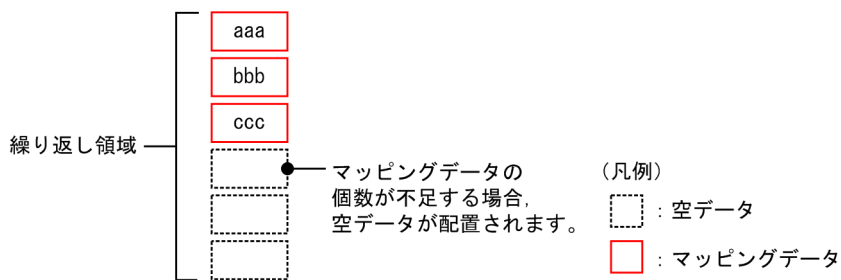 aaa
bbb
ccc
繰り返し領域
マッピングデータの
個数が不足する場合,
空データが配置されます。
（凡例）
：空データ
：マッピングデータ